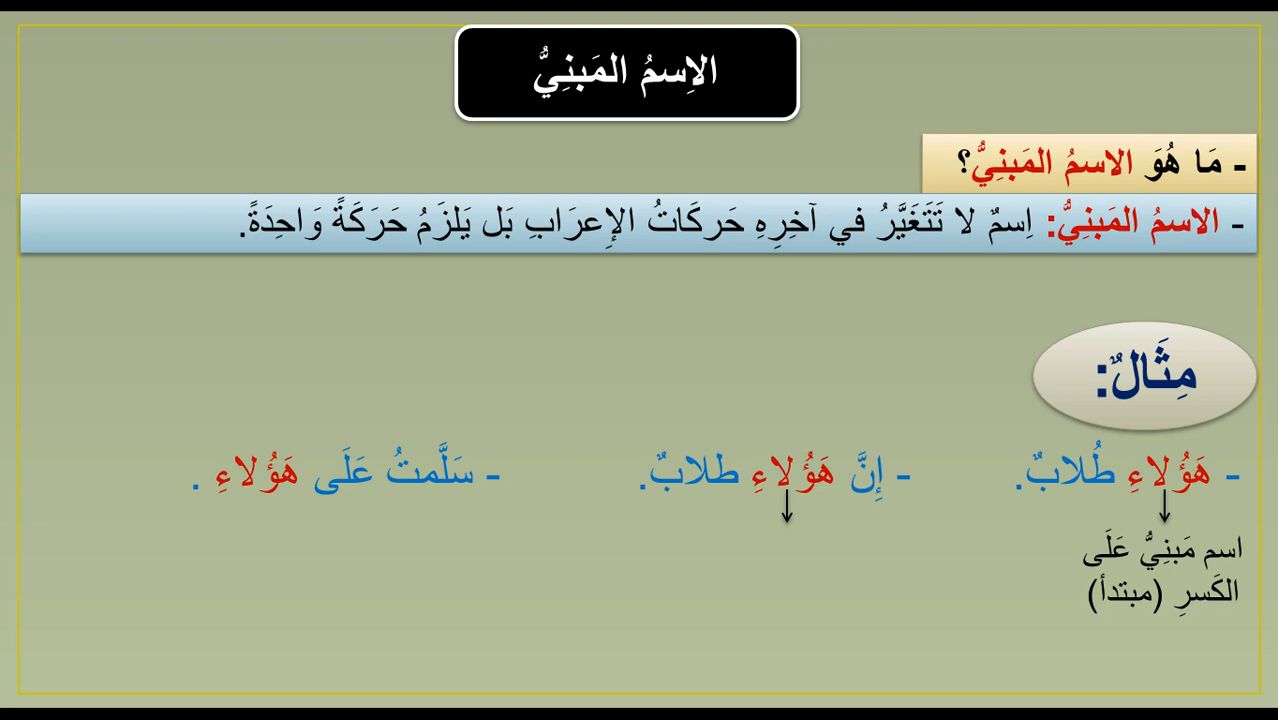 الاِسمُ المَبنِيُّ
- مَا هُوَ الاسمُ المَبنِيُّ؟
- الاسمُ المَبنِيُّ: اِسمٌ لا تَتَغَيَّرُ في آخِرِهِ حَركَاتُ الإِعرَابِ بَل يَلزَمُ حَرَكَةً وَاحِدَةً.
مِثَالٌ:
- هَؤُلاءِ طُلابٌ. - إِنَّ هَؤُلاءِ طلابٌ. - سَلَّمتُ عَلَى هَؤُلاءِ .
اسم مَبنِيُّ عَلَى
الكَسرِ (مبتدأ)